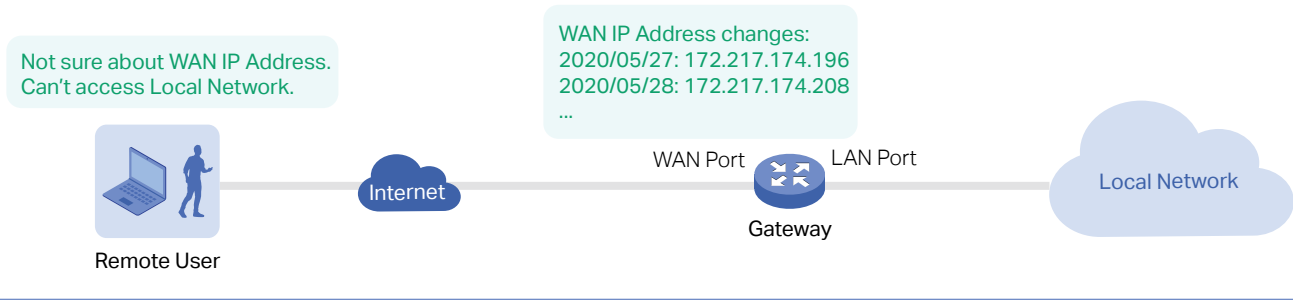 Not sure about WAN IP Address.
Can't access Local Network.
WAN IP Address changes:
2020/05/27: 172.217.174.196
2020/05/28: 172.217.174.208
...
WAN Port
LAN Port
Internet
Local Network
Gateway
Remote User